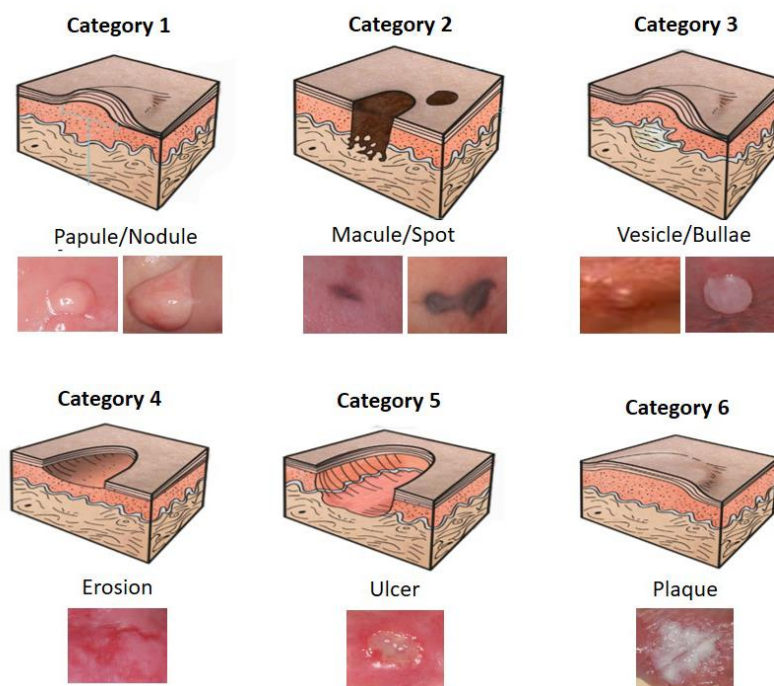 Category 1
Category 2
Category 3
Papule/Nodule
Macule/Spot
Vesicle/Bullae
Category 4
Category 5
Category 6
Erosion
Ulcer
Plaque